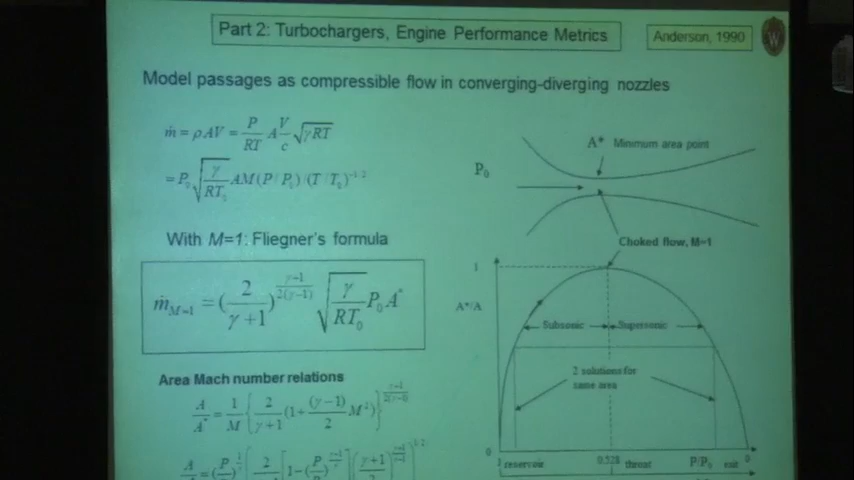 Part 2: Turbochargers, Engine Performance Metrics
Anderson, 1990
W
Model passages as compressible flow in converging-diverging nozzles
ṁ = ρAV = P/RT A V/c √γRT
= P₀ √γ/RT₀ AM(P/P₀)(T/T₀)^-1/2
With M=1: Fliegner's formula
ṁ_M=1 = (2/γ+1)^γ+1/2(γ-1) √γ/RT₀ P₀A*
Area Mach number relations
A/A* = 1/M {2/γ+1 (1+(γ-1)/2 M²)}^γ+1/2(γ-1)
A* Minimum area point
P₀
Choked flow, M=1
1
A*/A
Subsonic
Supersonic
2 solutions for
same area
0
1 reservoir 0.528 throat P/P₀ exit 0